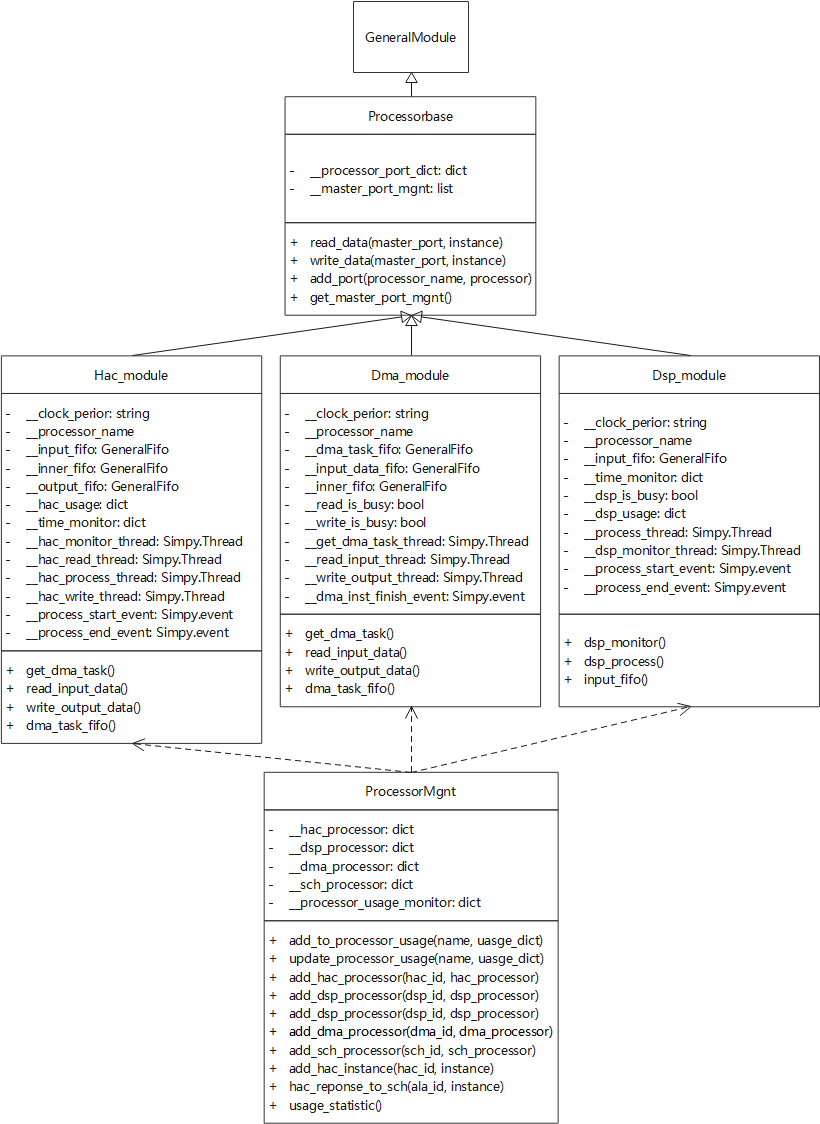 GeneralModule
Processorbase
- __processor_port_dict: dict
- __master_port_mgnt: list
+ read_data(master_port, instance)
+ write_data(master_port, instance)
+ add_port(processor_name, processor)
+ get_master_port_mgnt()
Hac_module
- __clock_perior: string
- __processor_name
- __input_fifo: GeneralFifo
- __inner_fifo: GeneralFifo
- __output_fifo: GeneralFifo
- __hac_usage: dict
- __time_monitor: dict
- __hac_monitor_thread: Simpy.Thread
- __hac_read_thread: Simpy.Thread
- __hac_process_thread: Simpy.Thread
- __hac_write_thread: Simpy.Thread
- __process_start_event: Simpy.event
- __process_end_event: Simpy.event
+ get_dma_task()
+ read_input_data()
+ write_output_data()
+ dma_task_fifo()
Dma_module
- __clock_perior: string
- __processor_name
- __dma_task_fifo: GeneralFifo
- __input_data_fifo: GeneralFifo
- __inner_fifo: GeneralFifo
- __read_is_busy: bool
- __write_is_busy: bool
- __get_dma_task_thread: Simpy.Thread
- __read_input_thread: Simpy.Thread
- __write_output_thread: Simpy.Thread
- __dma_inst_finish_event: Simpy.event
+ get_dma_task()
+ read_input_data()
+ write_output_data()
+ dma_task_fifo()
Dsp_module
- __clock_perior: string
- __processor_name
- __input_fifo: GeneralFifo
- __time_monitor: dict
- __dsp_is_busy: bool
- __dsp_usage: dict
- __process_thread: Simpy.Thread
- __dsp_monitor_thread: Simpy.Thread
- __process_start_event: Simpy.event
- __process_end_event: Simpy.event
+ dsp_monitor()
+ dsp_process()
+ input_fifo()
ProcessorMgnt
- __hac_processor: dict
- __dsp_processor: dict
- __dma_processor: dict
- __sch_processor: dict
- __processor_usage_monitor: dict
+ add_to_processor_usage(name, uasge_dict)
+ update_processor_usage(name, uasge_dict)
+ add_hac_processor(hac_id, hac_processor)
+ add_dsp_processor(dsp_id, dsp_processor)
+ add_dsp_processor(dsp_id, dsp_processor)
+ add_dma_processor(dma_id, dma_processor)
+ add_sch_processor(sch_id, sch_processor)
+ add_hac_instance(hac_id, instance)
+ hac_reponse_to_sch(ala_id, instance)
+ usage_statistic()